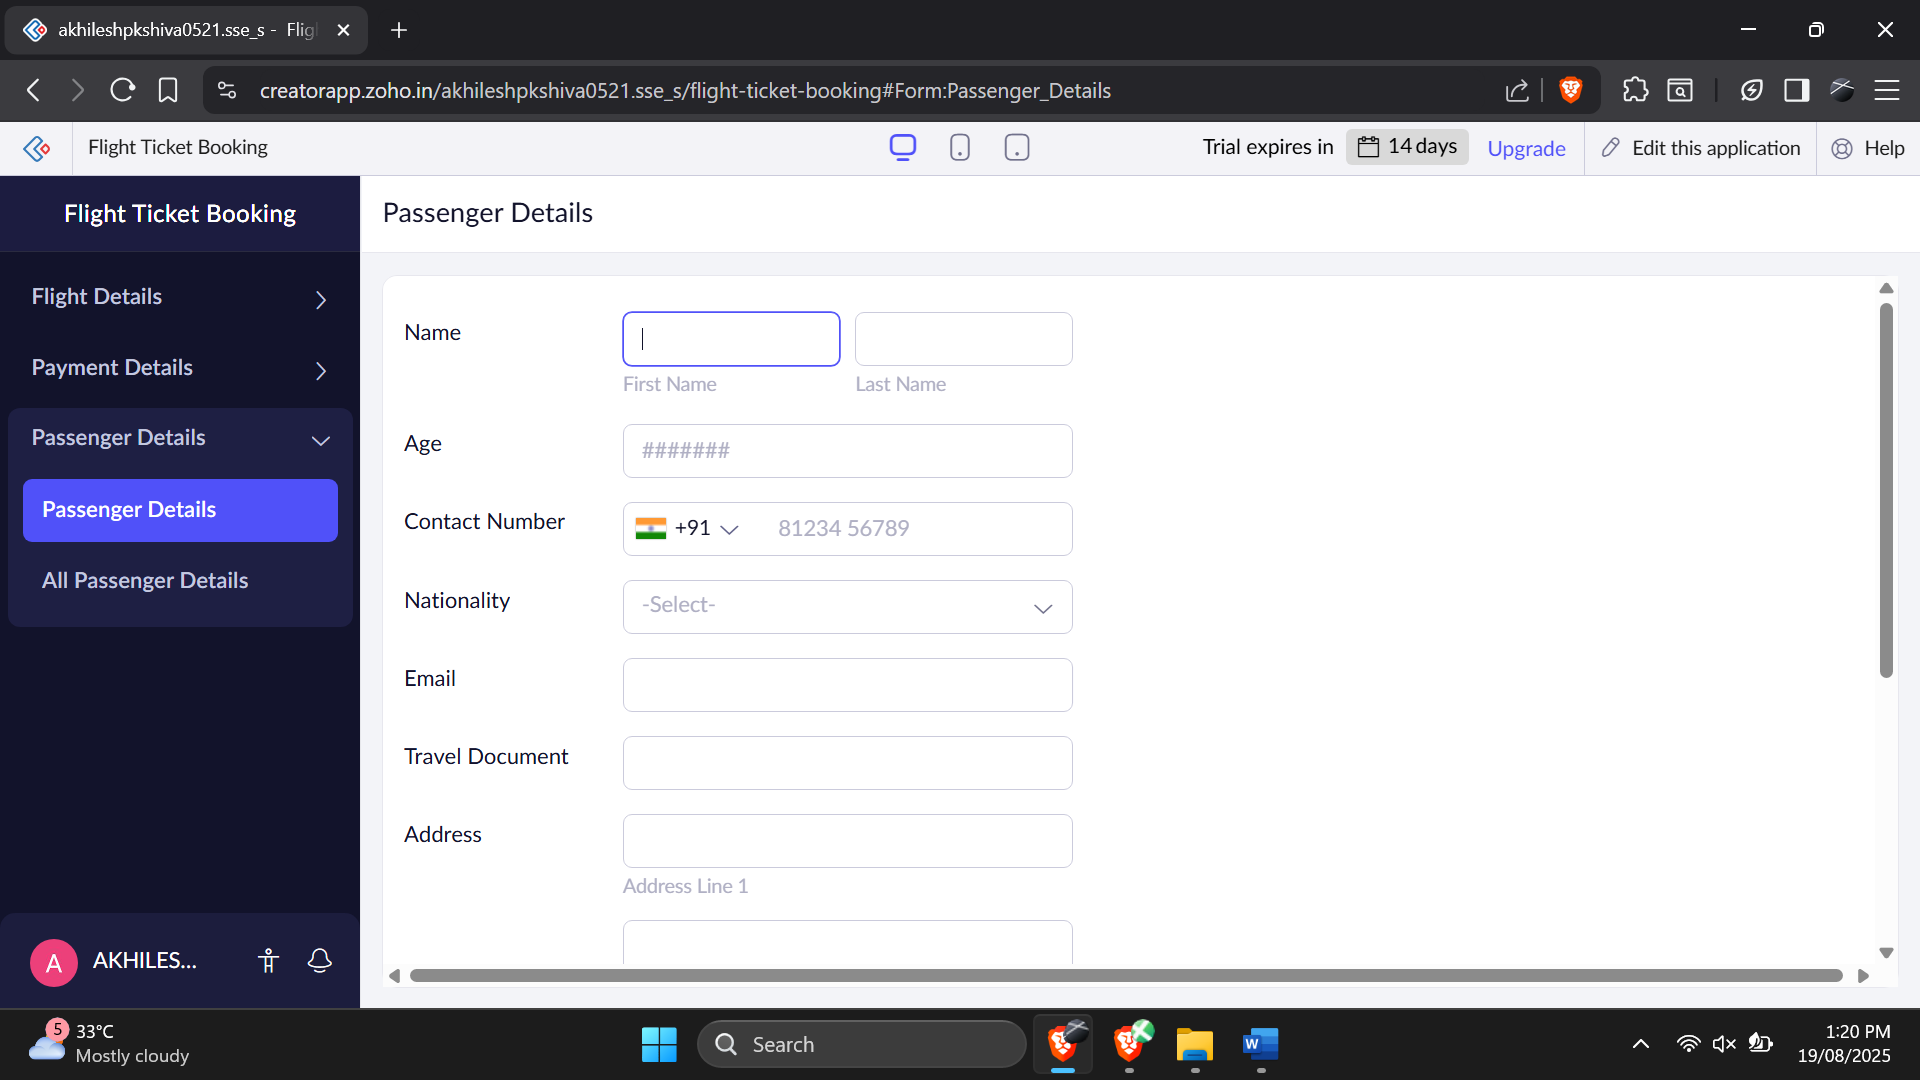 akhileshpkshiva0521.sse_s - Flig
creatorapp.zoho.in/akhileshpkshiva0521.sse_s/flight-ticket-booking#Form:Passenger_Details
Flight Ticket Booking
Trial expires in
14 days
Upgrade
Edit this application
Help
Flight Ticket Booking
Flight Details
Payment Details
Passenger Details
Passenger Details
All Passenger Details
A
AKHILES...
Passenger Details
Name
First Name
Last Name
Age
#######
Contact Number
+91
81234 56789
Nationality
-Select-
Email
Travel Document
Address
Address Line 1
5
33°C
Mostly cloudy
Search
W
1:20 PM
19/08/2025